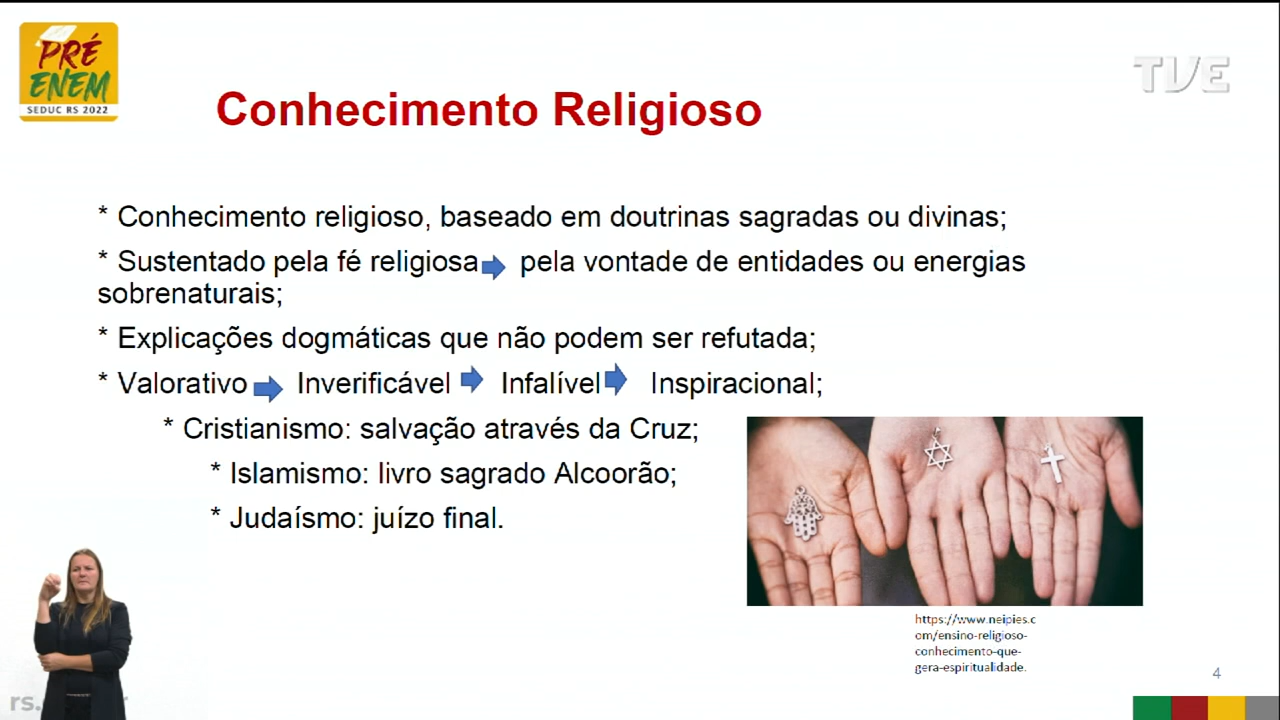 PRÉ
ENEM
SEDUC RS 2022
TVE
Conhecimento Religioso
* Conhecimento religioso, baseado em doutrinas sagradas ou divinas;
* Sustentado pela fé religiosa pela vontade de entidades ou energias
sobrenaturais;
* Explicações dogmáticas que não podem ser refutada;
* Valorativo Inverificável Infalível Inspiracional;
* Cristianismo: salvação através da Cruz;
* Islamismo: livro sagrado Alcoorão;
* Judaísmo: juízo final.
https://www.neipies.c
om/ensino-religioso-
conhecimento-que-
gera-espiritualidade.
4
rs.